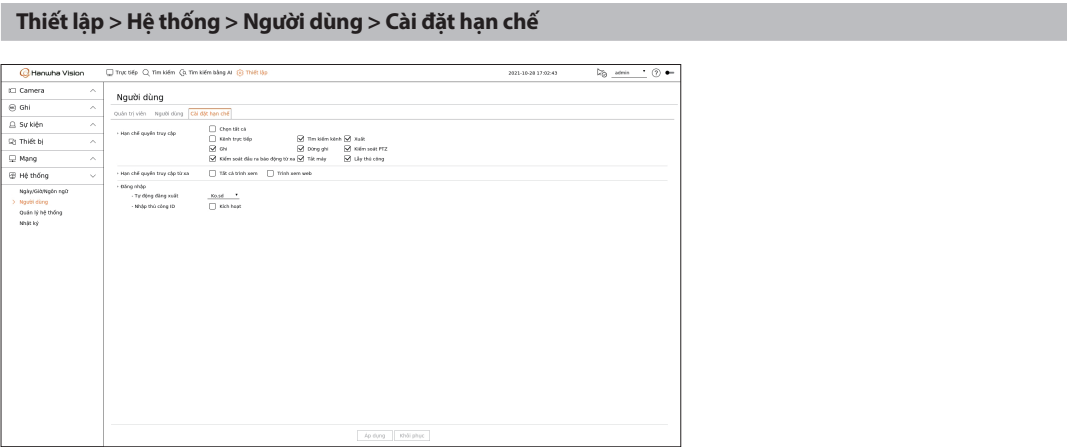 Thiết lập > Hệ thống > Người dùng > Cài đặt hạn chế
Hanwha Vision
Trực tiếp Tìm kiếm Tìm kiếm bằng AI Thiết lập 2021-10-28 17:02:43 admin
Camera
Ghi
Sự kiện
Thiết bị
Mạng
Hệ thống
Ngày/Giờ/Ngôn ngữ
Người dùng
Quản lý hệ thống
Nhật ký
Người dùng
Quản trị viên Người dùng Cài đặt hạn chế
Hạn chế quyền truy cập
Chọn tất cả
Kênh trực tiếp Tìm kiếm kênh Xuất
Ghi Dừng ghi Kiểm soát PTZ
Kiểm soát đầu ra báo động từ xa Tắt máy Lấy thủ công
Hạn chế quyền truy cập từ xa Tất cả trình xem Trình xem web
Đăng nhập
- Tự động đăng xuất Ko.sd
- Nhập thủ công ID Kích hoạt
Áp dụng Khôi phục